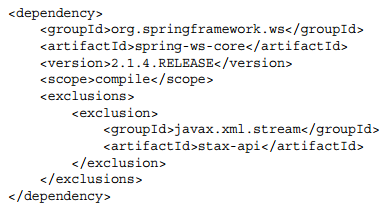 <dependency>
    <groupId>org.springframework.ws</groupId>
    <artifactId>spring-ws-core</artifactId>
    <version>2.1.4.RELEASE</version>
    <scope>compile</scope>
    <exclusions>
        <exclusion>
            <groupId>javax.xml.stream</groupId>
            <artifactId>stax-api</artifactId>
        </exclusion>
    </exclusions>
</dependency>